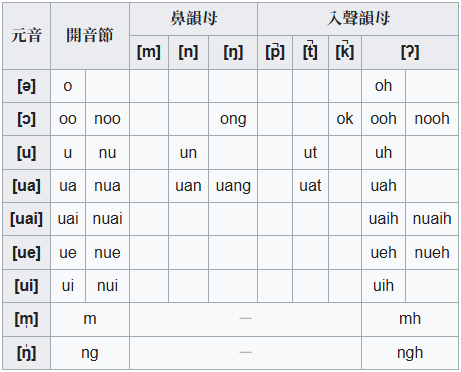 元音 開音節 鼻韻母 入聲韻母
[m] [n] [ŋ] [p̚] [t̚] [k̚] [ʔ]
[ə] o oh
[ɔ] oo noo ong ok ooh nooh
[u] u nu un ut uh
[ua] ua nua uan uang uat uah
[uai] uai nuai uaih nuaih
[ue] ue nue ueh nueh
[ui] ui nui uih
[m̩] m — mh
[ŋ̍] ng — ngh